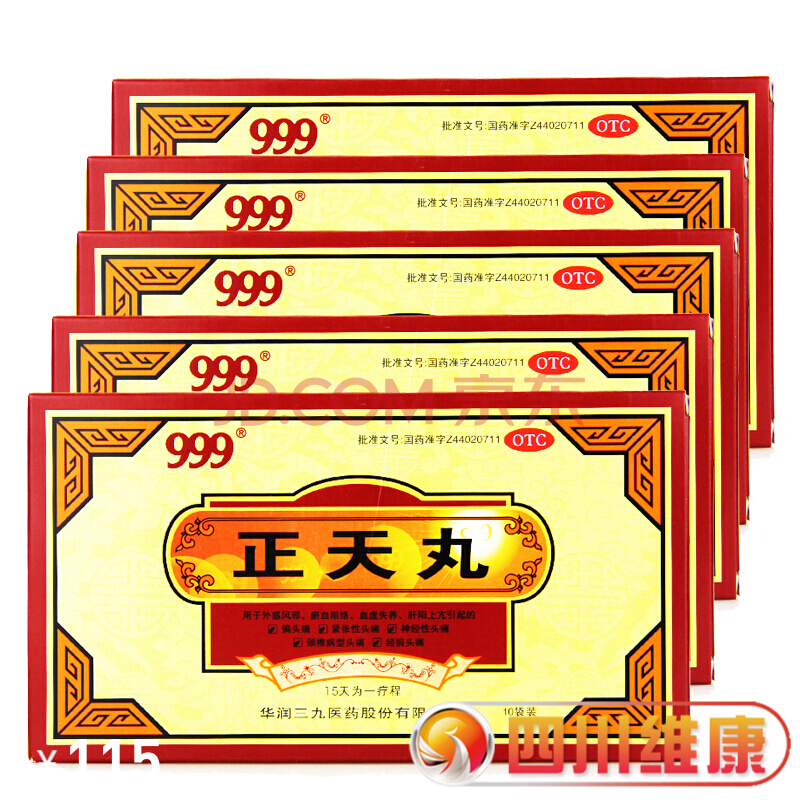 999®
批准文号:国药准字Z44020711 OTC
999®
批准文号:国药准字Z44020711 OTC
999®
批准文号:国药准字Z44020711 OTC
999®
批准文号:国药准字Z44020711 OTC
JD.COM 京东
999®
批准文号:国药准字Z44020711 OTC
正天丸
用于外感风邪、瘀血阻络、血虚失养、肝阳上亢引起的
偏头痛 紧张性头痛 神经性头痛
颈椎病型头痛 经前头痛
15天为一疗程
华润三九医药股份有限
10袋装
x115
四川维康
®